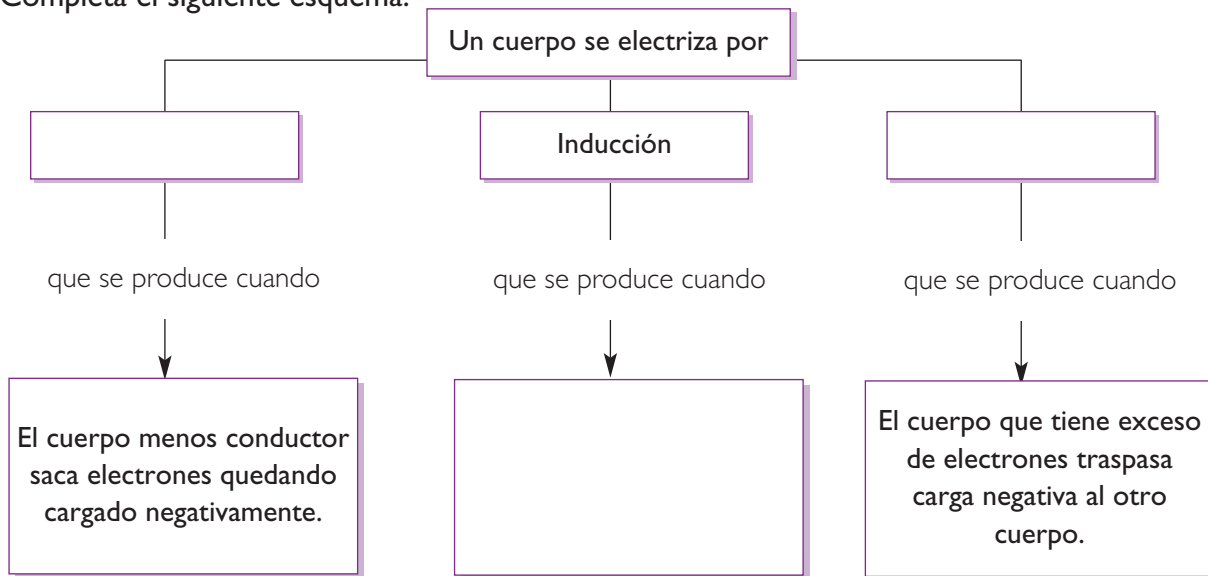 Completa el siguiente esquema:
Un cuerpo se electriza por
Inducción
que se produce cuando
que se produce cuando
que se produce cuando
El cuerpo menos conductor
saca electrones quedando
cargado negativamente.
El cuerpo que tiene exceso
de electrones traspasa
carga negativa al otro
cuerpo.